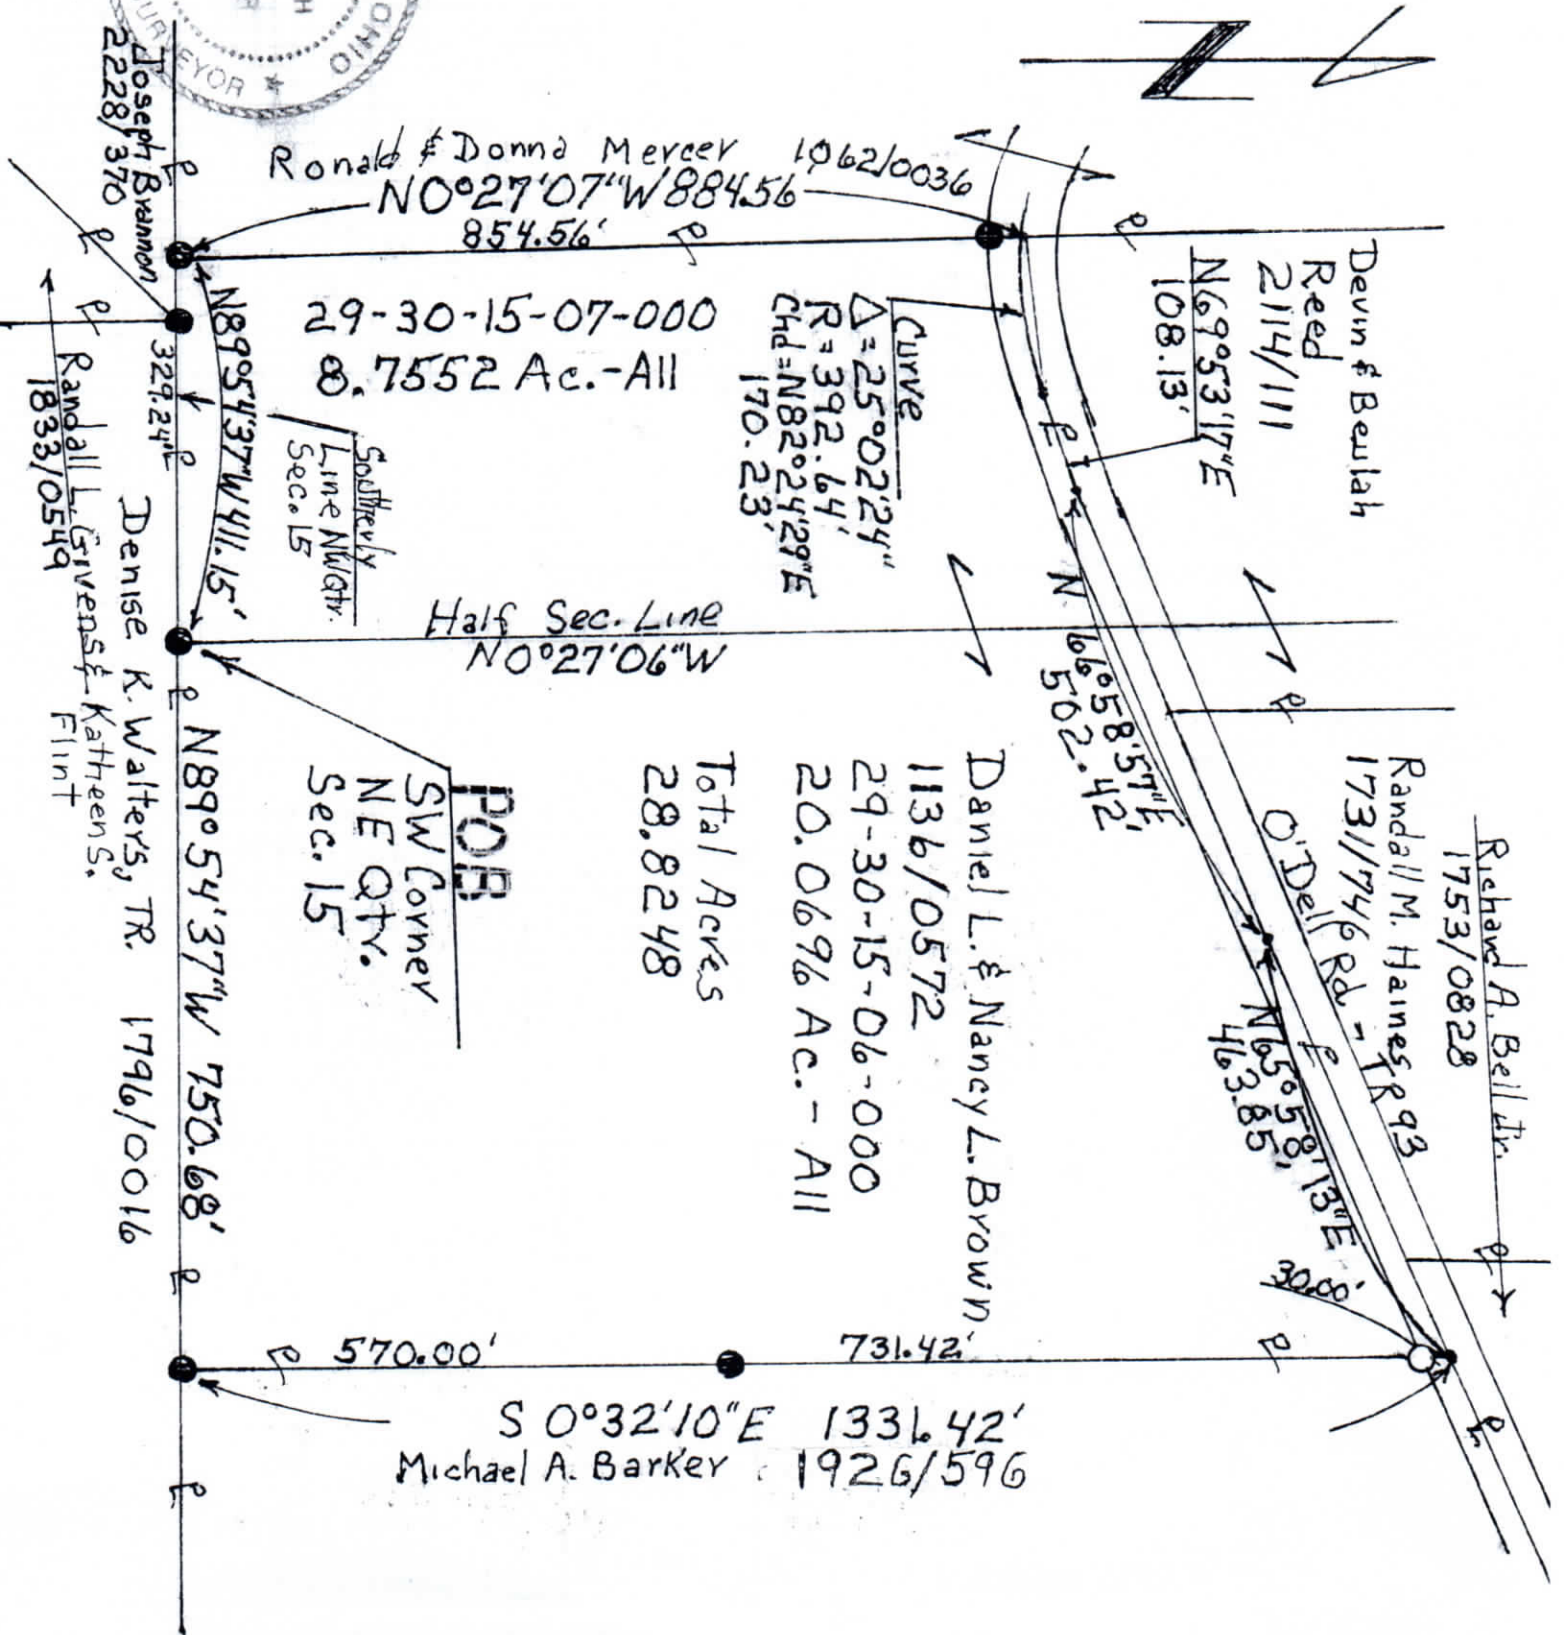 OHIO
SURVEYOR
N
Joseph Brannon
2228/370
Ronald & Donna Mercer 1062/0036
N0°27'07"W 884.56
854.56'
Devin & Beulah
Reed
2114/111
N69°53'17"E
108.13'
Curve
Δ=25°02'24"
R=392.64'
Chd=N82°24'29"E
170.23'
29-30-15-07-000
8.7552 Ac.-All
N89°54'37"W 411.15'
329.24'
Southerly
Line NW Qtr.
Sec. 15
Randall L. Givens &
1833/0549
Katheen S.
Flint
Denise K. Walters, TR. 1796/0016
Half Sec. Line
N0°27'06"W
N 66°58'57"E
502.42'
Richard A. Bell Jr.
1753/0828
Randall M. Haines
1731/746
O'Dell Rd - TR 93
N65°58'13"E
463.85'
30.00'
Daniel L. & Nancy L. Brown
1136/0572
29-30-15-06-000
20.0696 Ac.-All
Total Acres
28.8248
POB
SW Corner
NE Qtr.
Sec. 15
N89°54'37"W 750.68'
570.00'
731.42'
S 0°32'10"E 1331.42'
Michael A. Barker 1926/596